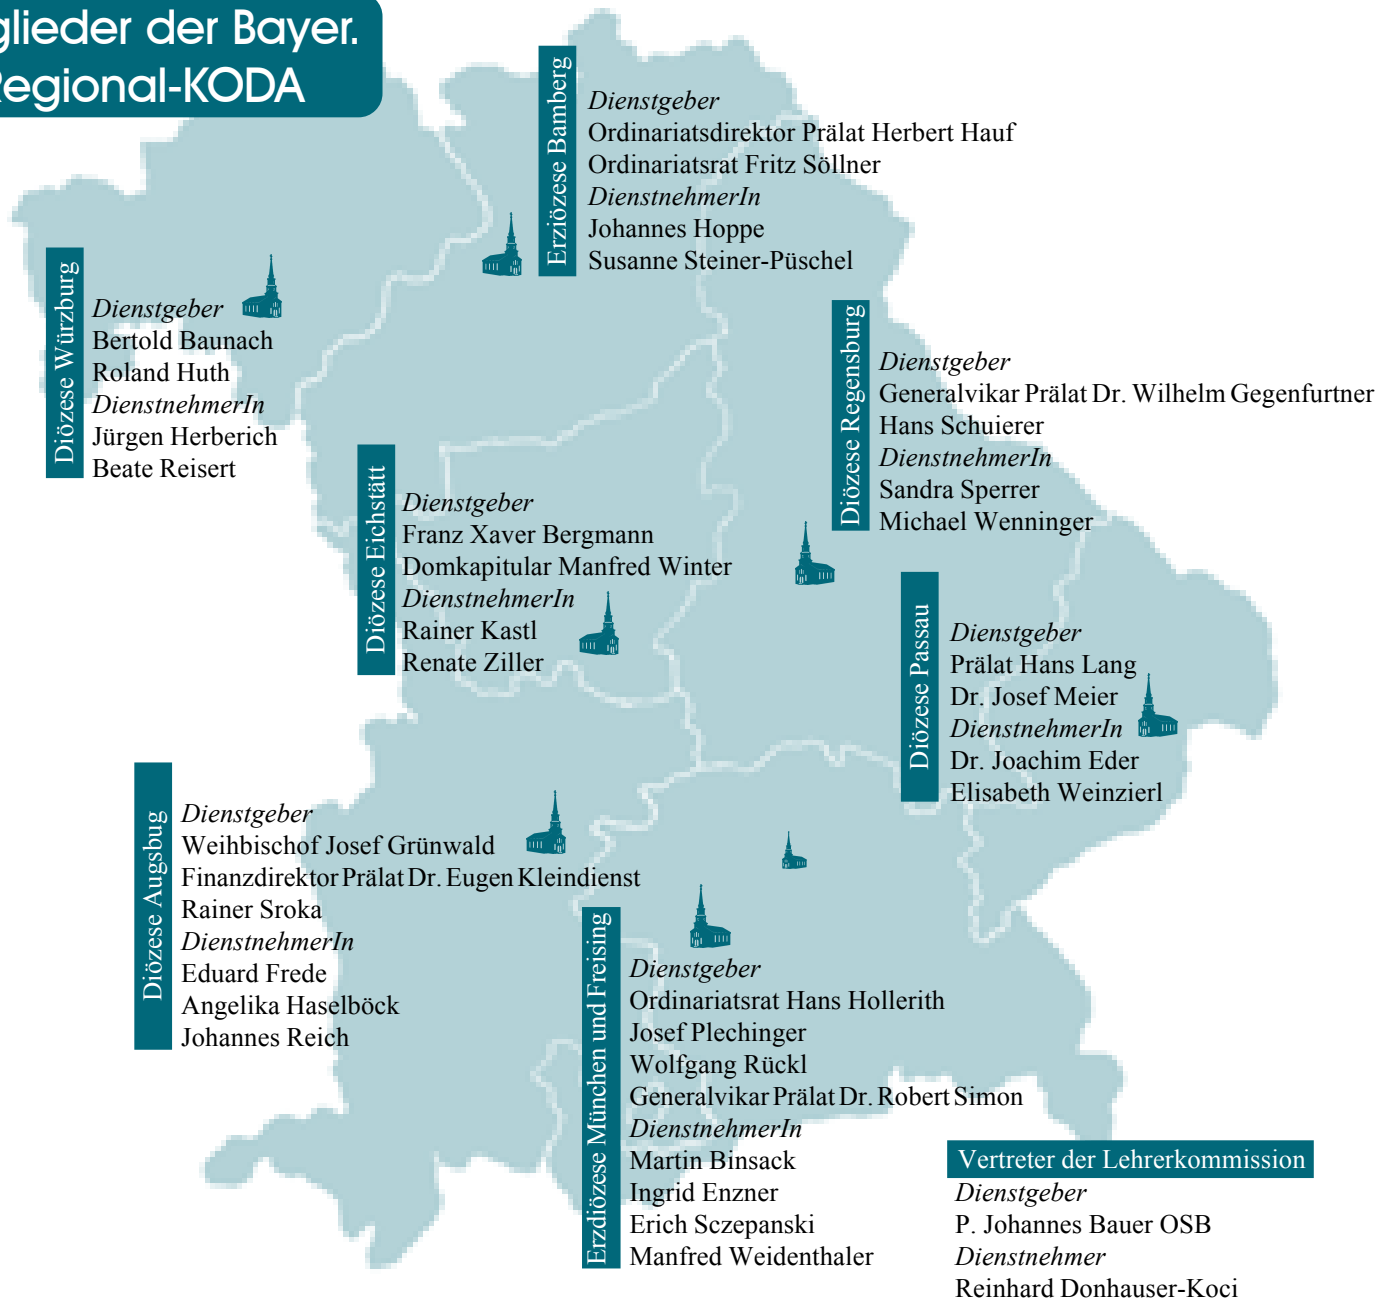 glieder der Bayer.
Regional-KODA
Erziözese Bamberg
Dienstgeber
Ordinariatsdirektor Prälat Herbert Hauf
Ordinariatsrat Fritz Söllner
DienstnehmerIn
Johannes Hoppe
Susanne Steiner-Püschel
Diözese Würzburg
Dienstgeber
Bertold Baunach
Roland Huth
DienstnehmerIn
Jürgen Herberich
Beate Reisert
Diözese Regensburg
Dienstgeber
Generalvikar Prälat Dr. Wilhelm Gegenfurtner
Hans Schuierer
DienstnehmerIn
Sandra Sperrer
Michael Wenninger
Diözese Eichstätt
Dienstgeber
Franz Xaver Bergmann
Domkapitular Manfred Winter
DienstnehmerIn
Rainer Kastl
Renate Ziller
Diözese Passau
Dienstgeber
Prälat Hans Lang
Dr. Josef Meier
DienstnehmerIn
Dr. Joachim Eder
Elisabeth Weinzierl
Diözese Augsbug
Dienstgeber
Weihbischof Josef Grünwald
Finanzdirektor Prälat Dr. Eugen Kleindienst
Rainer Sroka
DienstnehmerIn
Eduard Frede
Angelika Haselböck
Johannes Reich
Erzdiözese München und Freising
Dienstgeber
Ordinariatsrat Hans Hollerith
Josef Plechinger
Wolfgang Rückl
Generalvikar Prälat Dr. Robert Simon
DienstnehmerIn
Martin Binsack
Ingrid Enzner
Erich Sczepanski
Manfred Weidenthaler
Vertreter der Lehrerkommission
Dienstgeber
P. Johannes Bauer OSB
Dienstnehmer
Reinhard Donhauser-Koci